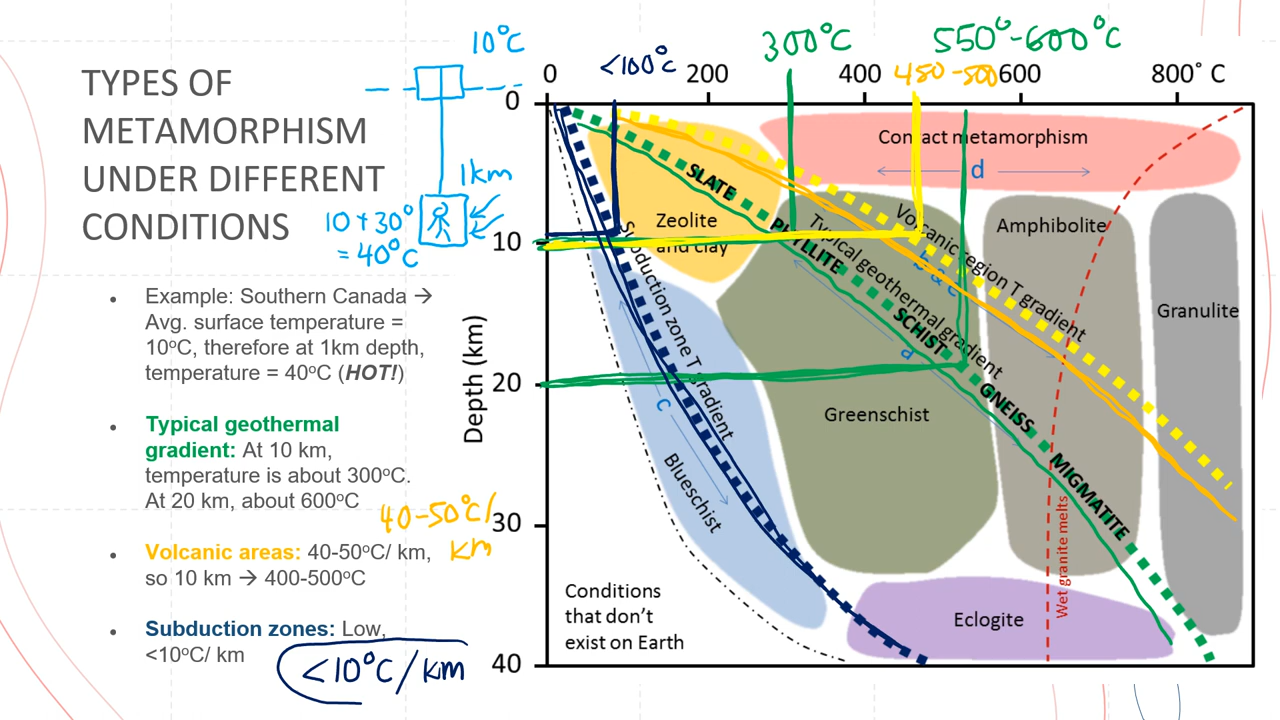 TYPES OF
METAMORPHISM
UNDER DIFFERENT
CONDITIONS
10°C
1km
10 + 30°
= 40°C
• Example: Southern Canada →
Avg. surface temperature =
10°C, therefore at 1km depth,
temperature = 40°C (HOT!)
• Typical geothermal
gradient: At 10 km,
temperature is about 300°C.
At 20 km, about 600°C
• Volcanic areas: 40-50°C/ km,
so 10 km → 400-500°C
40-50°C/
km
• Subduction zones: Low,
<10°C/ km
<10°C/km
<100°C
300°C
450-500
550°-600°C
0 200 400 600 800° C
0
10
20
30
40
Depth (km)
Contact metamorphism
d
SLATE
Zeolite
and clay
PHYLLITE
Volcanic region T gradient
Typical geothermal gradient
Subduction zone T gradient
b & c
Amphibolite
Granulite
SCHIST
d
GNEISS
c
Greenschist
Blueschist
MIGMATITE
Wet granite melts
Conditions
that don't
exist on Earth
Eclogite